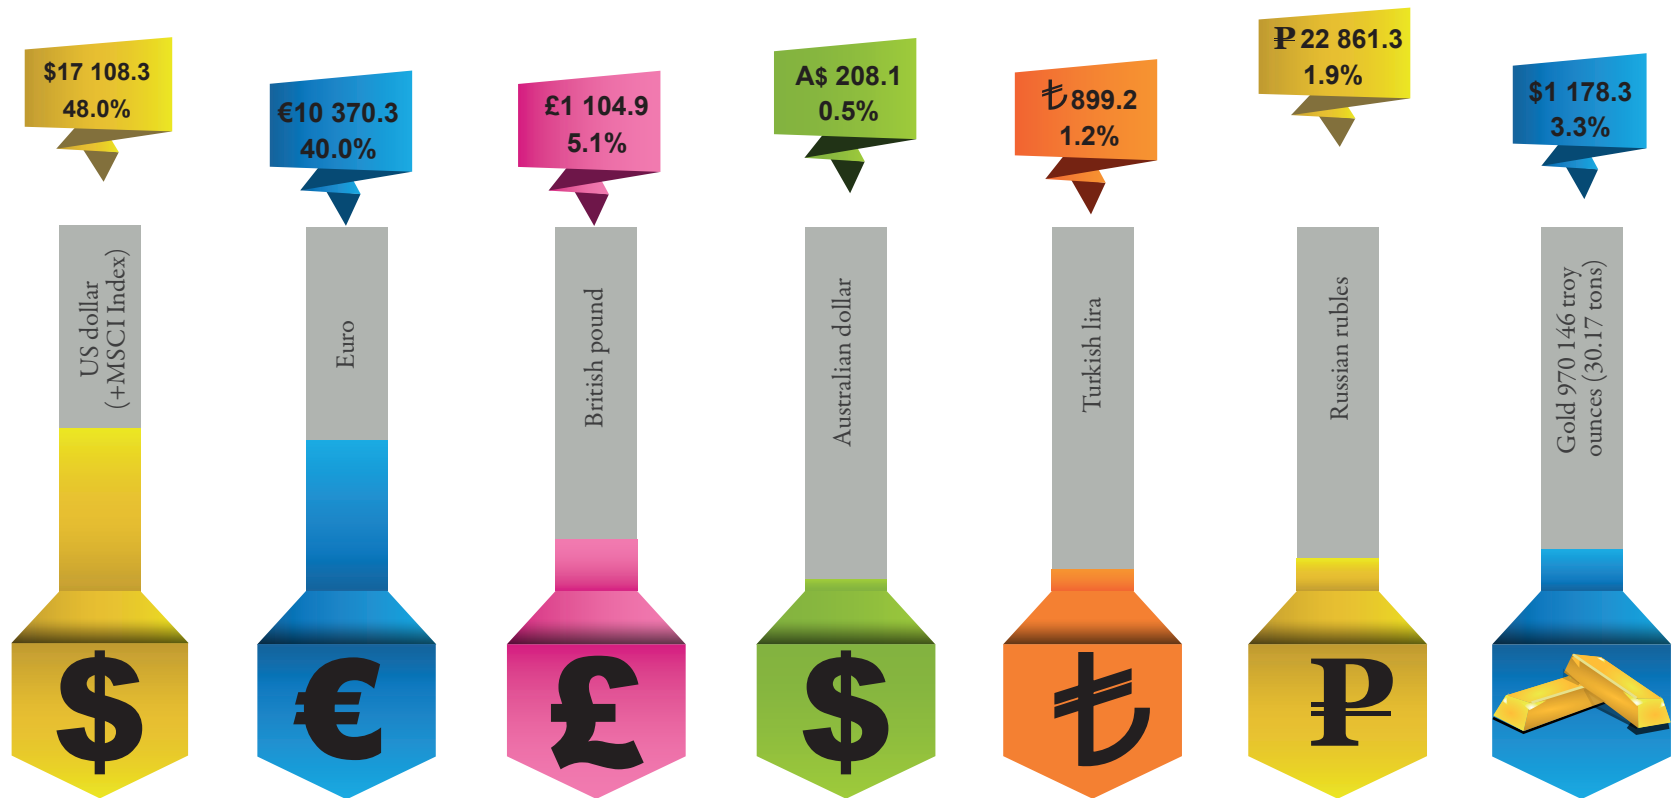 $17 108.3
48.0%
€10 370.3
40.0%
£1 104.9
5.1%
A$ 208.1
0.5%
₺899.2
1.2%
₽ 22 861.3
1.9%
$1 178.3
3.3%
US dollar
(+MSCI Index)
Euro
British pound
Australian dollar
Turkish lira
Russian rubles
Gold 970 146 troy
ounces (30.17 tons)
$
€
£
$
₺
₽